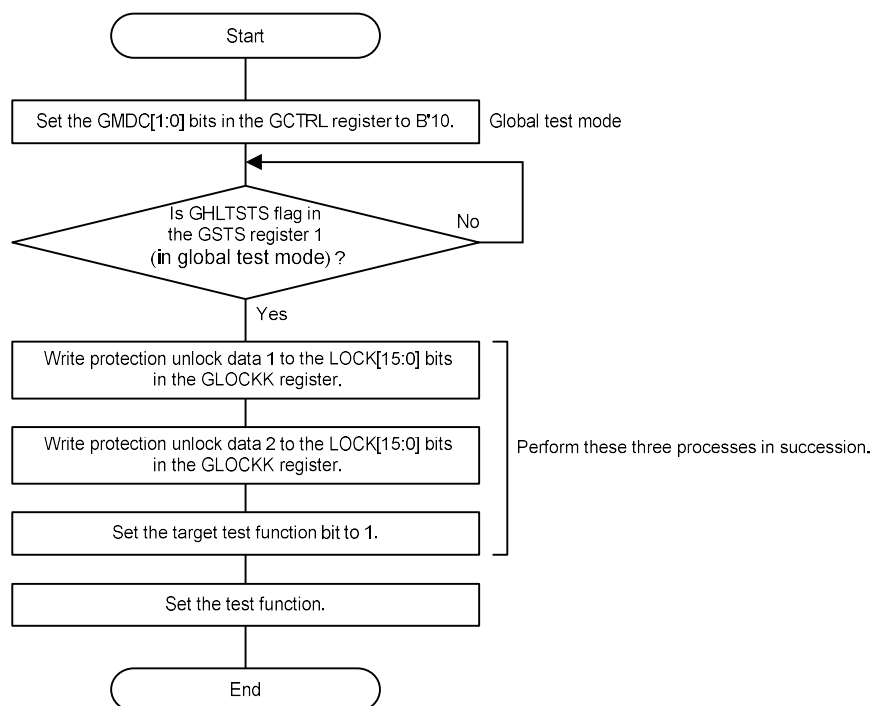 Start
Set the GMDC[1:0] bits in the GCTRL register to B'10.
Global test mode
Is GHLTSTS flag in
the GSTS register 1
(in global test mode) ?
No
Yes
Write protection unlock data 1 to the LOCK[15:0] bits
in the GLOCKK register.
Write protection unlock data 2 to the LOCK[15:0] bits
in the GLOCKK register.
Perform these three processes in succession.
Set the target test function bit to 1.
Set the test function.
End